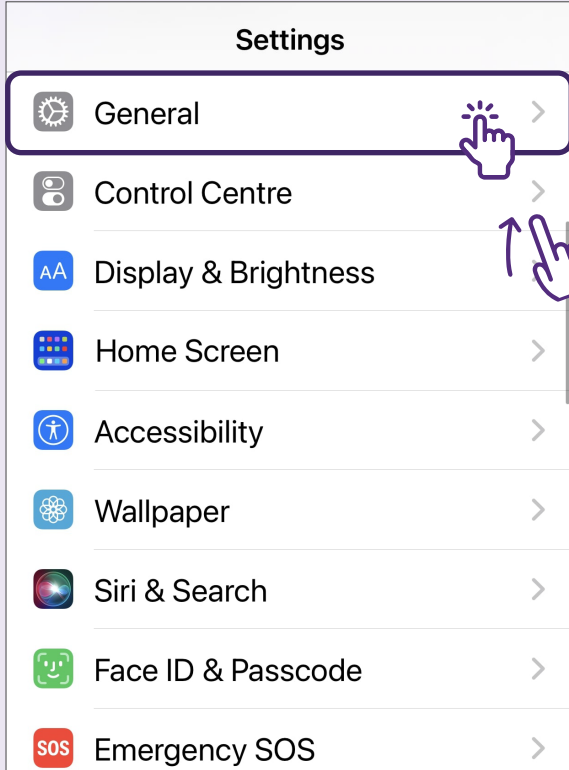 Settings
General
Control Centre
AA Display & Brightness
Home Screen
Accessibility
Wallpaper
Siri & Search
Face ID & Passcode
SOS Emergency SOS